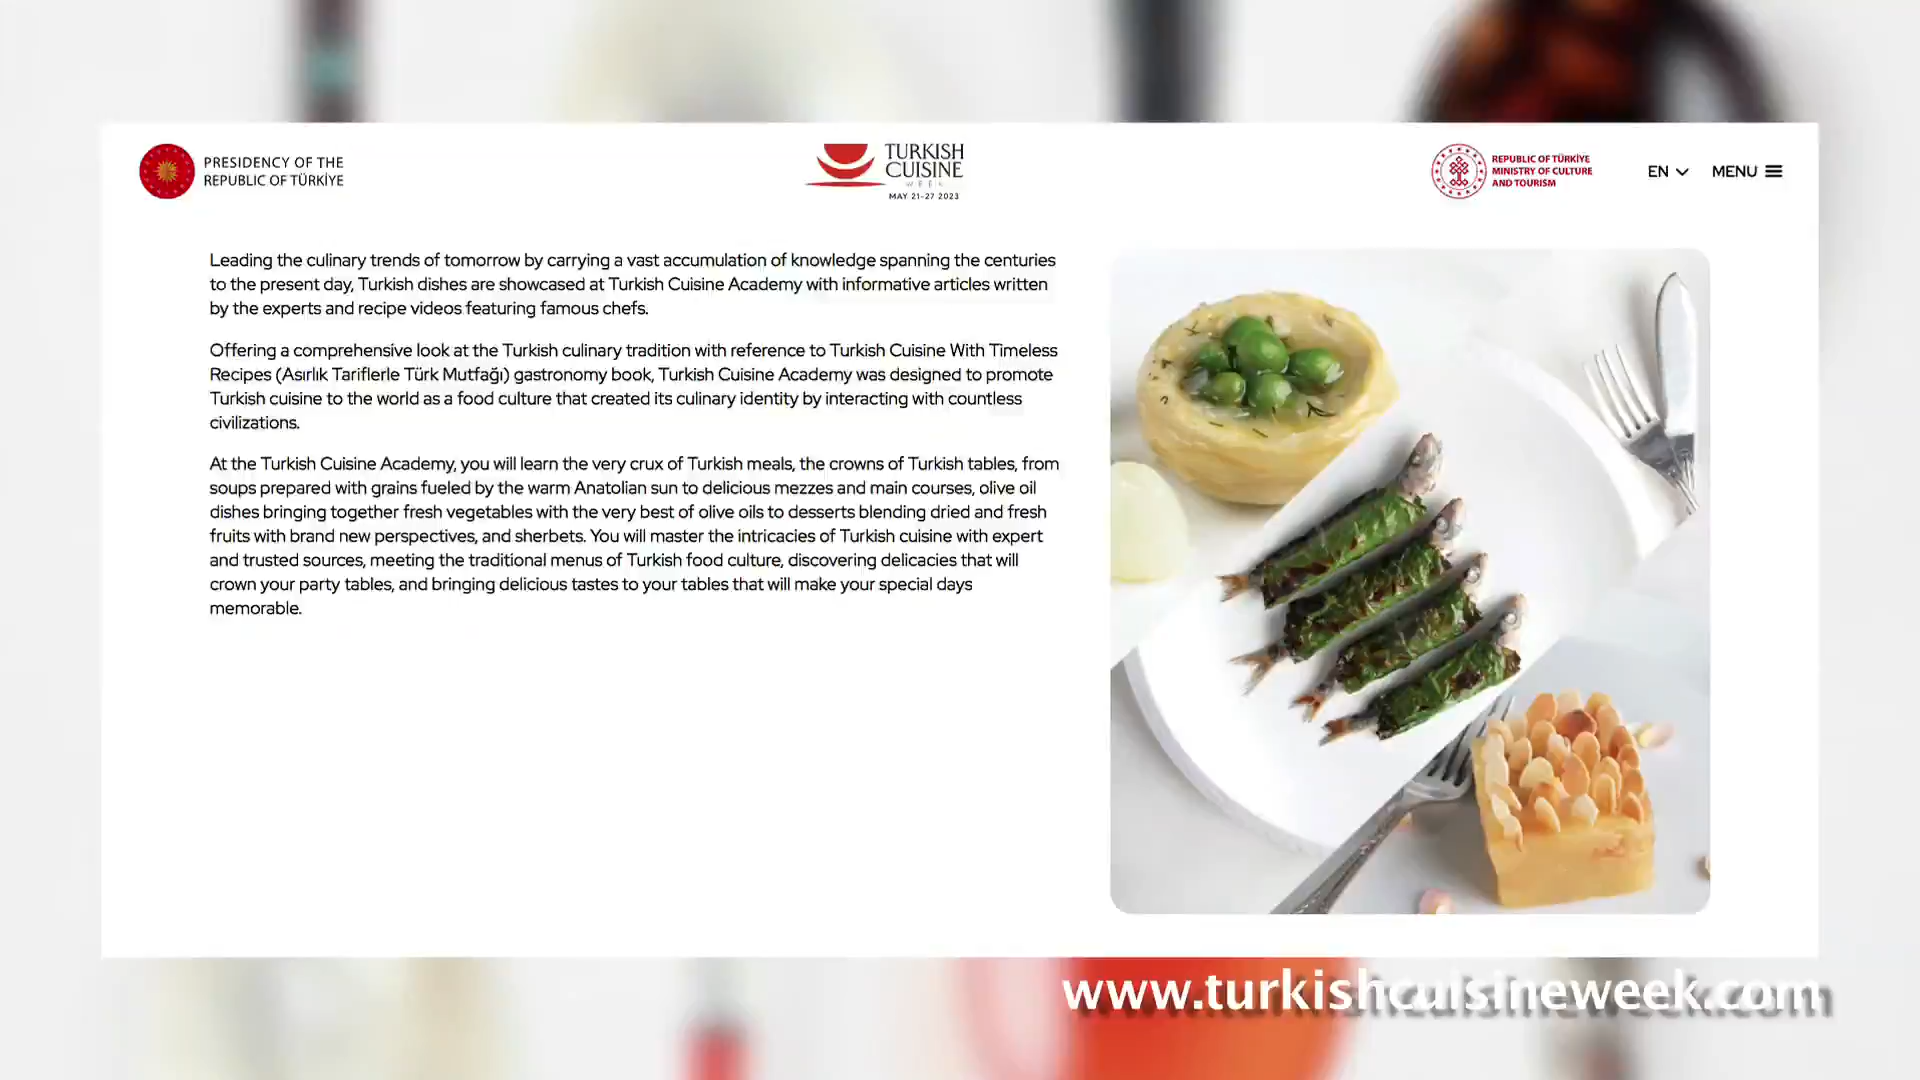 PRESIDENCY OF THE
REPUBLIC OF TÜRKİYE
TURKISH
CUISINE
WEEK
MAY 21-27 2023
REPUBLIC OF TÜRKİYE
MINISTRY OF CULTURE
AND TOURISM
EN
MENU
Leading the culinary trends of tomorrow by carrying a vast accumulation of knowledge spanning the centuries
to the present day, Turkish dishes are showcased at Turkish Cuisine Academy with informative articles written
by the experts and recipe videos featuring famous chefs.
Offering a comprehensive look at the Turkish culinary tradition with reference to Turkish Cuisine With Timeless
Recipes (Asırlık Tariflerle Türk Mutfağı) gastronomy book, Turkish Cuisine Academy was designed to promote
Turkish cuisine to the world as a food culture that created its culinary identity by interacting with countless
civilizations.
At the Turkish Cuisine Academy, you will learn the very crux of Turkish meals, the crowns of Turkish tables, from
soups prepared with grains fueled by the warm Anatolian sun to delicious mezzes and main courses, olive oil
dishes bringing together fresh vegetables with the very best of olive oils to desserts blending dried and fresh
fruits with brand new perspectives, and sherbets. You will master the intricacies of Turkish cuisine with expert
and trusted sources, meeting the traditional menus of Turkish food culture, discovering delicacies that will
crown your party tables, and bringing delicious tastes to your tables that will make your special days
memorable.
www.turkishcuisineweek.com